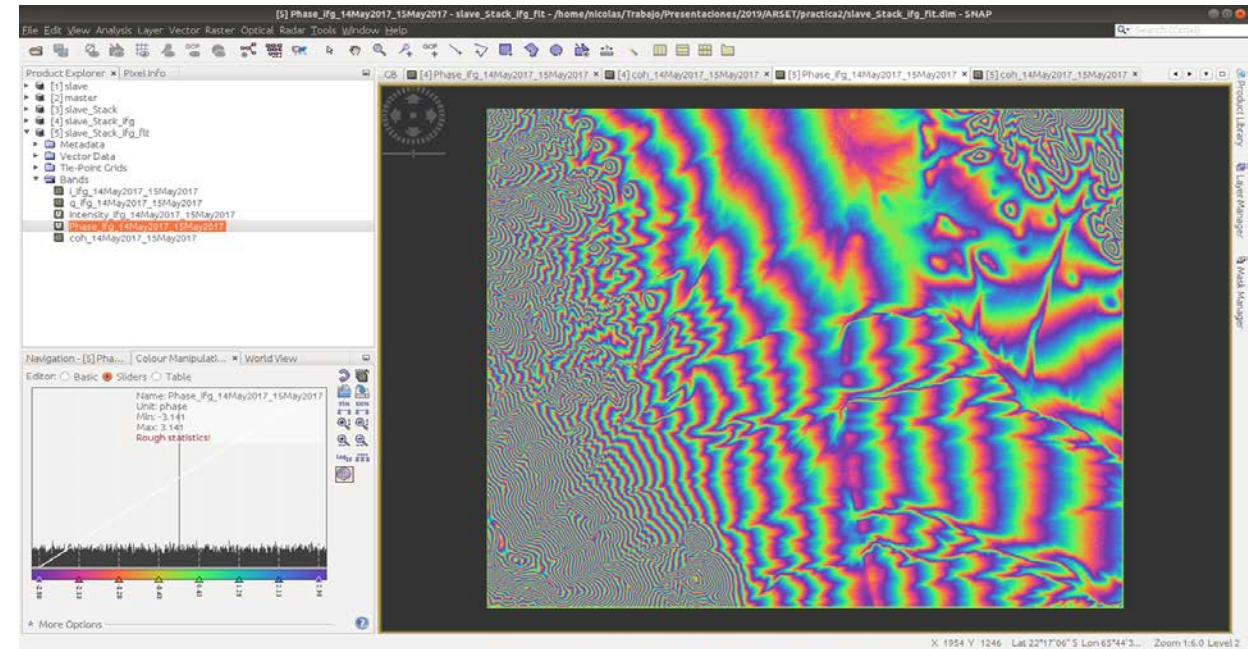 [5] Phase_ifg_14May2017_15May2017 - slave_Stack_ifg_flt - /home/nicolas/Trabajo/Presentaciones/2019/ARSET/practica2/slave_Stack_ifg_flt.dim - SNAP
File Edit View Analysis Layer Vector Raster Optical Radar Tools Window Help
Search (Ctrl+I)
Product Explorer × Pixel Info
..GB [4] Phase_ifg_14May2017_15May2017 × [4] coh_14May2017_15May2017 × [5] Phase_ifg_14May2017_15May2017 × [5] coh_14May2017_15May2017 ×
[1] slave
[2] master
[3] slave_Stack
[4] slave_Stack_ifg
[5] slave_Stack_ifg_flt
Metadata
Vector Data
Tie-Point Grids
Bands
i_ifg_14May2017_15May2017
q_ifg_14May2017_15May2017
Intensity_ifg_14May2017_15May2017
Phase_ifg_14May2017_15May2017
coh_14May2017_15May2017
Product Library
Layer Manager
Mask Manager
Navigation - [5] Pha... Colour Manipulati... × World View
Editor: Basic Sliders Table
Name: Phase_ifg_14May2017_15May2017
Unit: phase
Min: -3.141
Max: 3.141
Rough statistics!
95% 100%
More Options
X 1954 Y 1246 Lat 22°17'06" S Lon 65°44'3... Zoom 1:6.0 Level 2